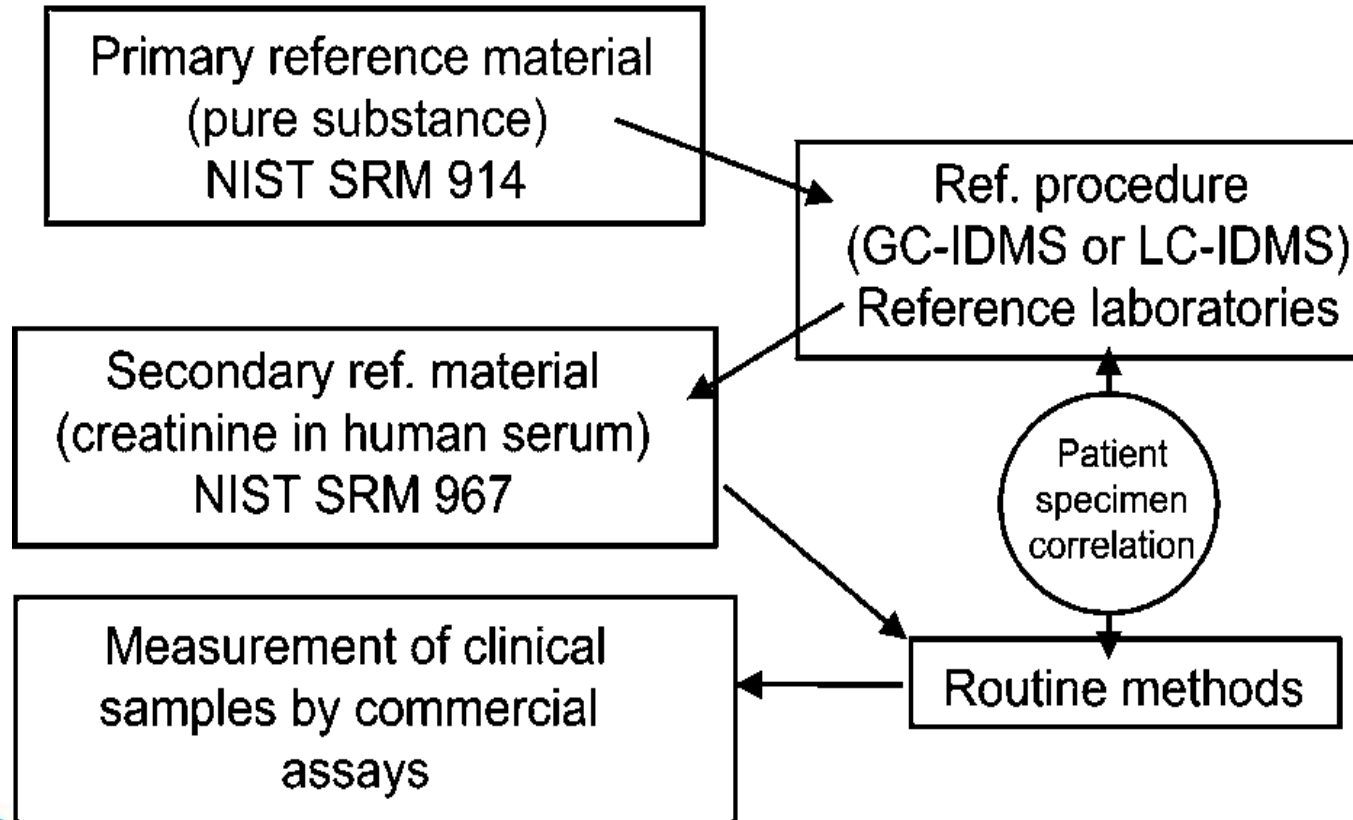 Primary reference material
(pure substance)
NIST SRM 914
Ref. procedure
(GC-IDMS or LC-IDMS)
Reference laboratories
Secondary ref. material
(creatinine in human serum)
NIST SRM 967
Patient
specimen
correlation
Measurement of clinical
samples by commercial
assays
Routine methods